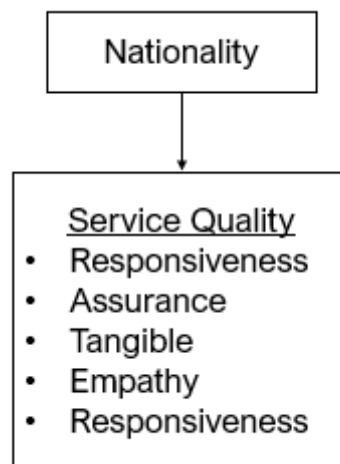 Nationality
Service Quality
• Responsiveness
• Assurance
• Tangible
• Empathy
• Responsiveness